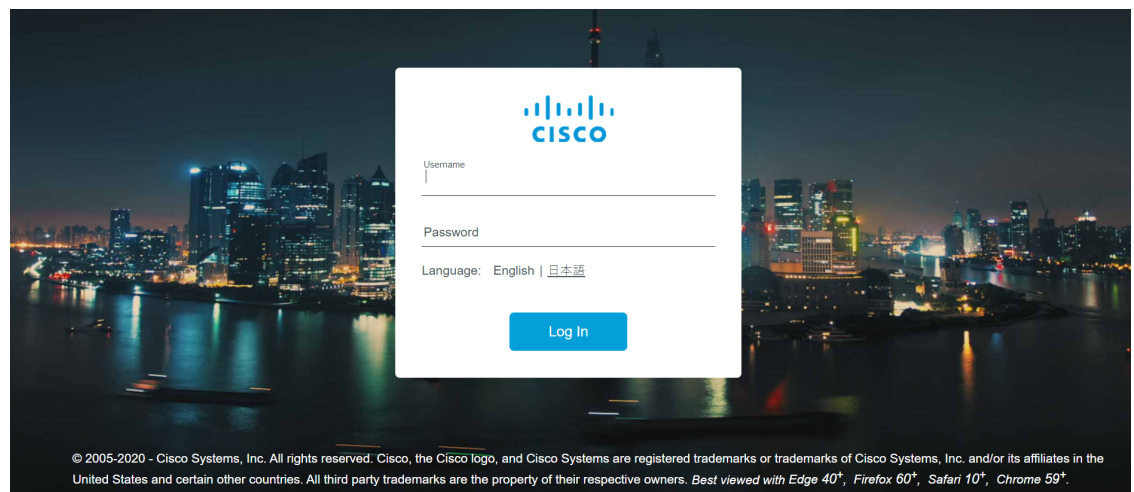 CISCO
Username
Password
Language: English | 日本語
Log In
© 2005-2020 - Cisco Systems, Inc. All rights reserved. Cisco, the Cisco logo, and Cisco Systems are registered trademarks or trademarks of Cisco Systems, Inc. and/or its affiliates in the
United States and certain other countries. All third party trademarks are the property of their respective owners. Best viewed with Edge 40+, Firefox 60+, Safari 10+, Chrome 59+.